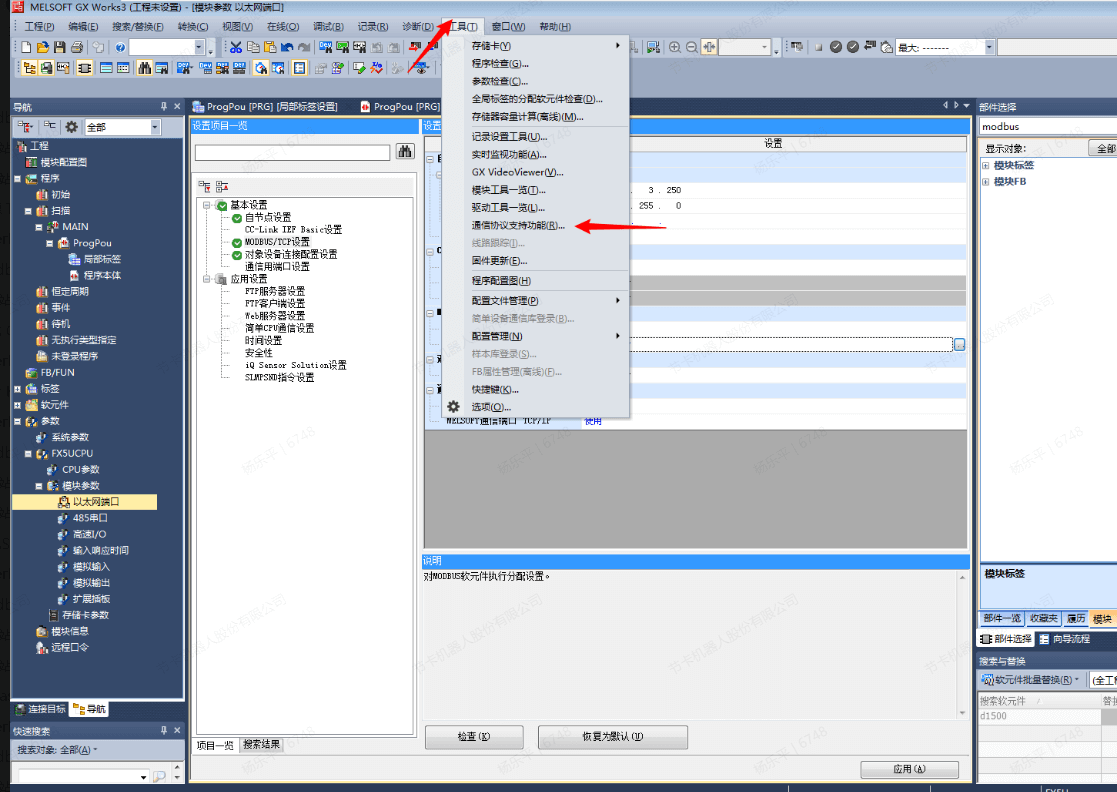 MELSOFT GX Works3 (工程未设置) - [模块参数 以太网端口]
工程(P) 编辑(E) 搜索/替换(F) 转换(C) 视图(V) 在线(O) 调试(B) 记录(R) 诊断(D) 工具(T) 窗口(W) 帮助(H)
最大: -------
导航
全部
工程
模块配置图
程序
初始
扫描
MAIN
ProgPou
局部标签
程序本体
恒定周期
事件
待机
无执行类型指定
未登录程序
FB/FUN
标签
软元件
参数
系统参数
FX5UCPU
CPU参数
模块参数
以太网端口
485串口
高速I/O
输入响应时间
模拟输入
模拟输出
扩展插板
存储卡参数
模块信息
远程口令
连接目标 导航
快速搜索
搜索对象: 全部(A)
ProgPou [PRG] [局部标签设置]
ProgPou [PRG]
设置项目一览
基本设置
自节点设置
CC-Link IEF Basic设置
MODBUS/TCP设置
对象设备连接配置设置
通信用端口设置
应用设置
FTP服务器设置
FTP客户端设置
Web服务器设置
简单CPU通信设置
时间设置
安全性
iQ Sensor Solution设置
SLMPSND指令设置
项目一览 搜索结果
存储卡(Y)
程序检查(G)...
参数检查(C)...
全局标签的分配软元件检查(D)...
存储器容量计算(离线)(M)...
记录设置工具(U)...
实时监视功能(A)...
GX VideoViewer(V)...
模块工具一览(T)...
驱动工具一览(L)...
通信协议支持功能(R)...
线路跟踪(I)...
固件更新(E)...
程序配置图(H)
配置文件管理(P)
简单设备通信库登录(B)...
配置管理(N)
样本库登录(S)...
FB属性管理(离线)(F)...
快捷键(K)...
选项(O)...
设置
. 3 . 250
. 255 . 0
. .
MELSOFT通信端口 TCP/IP 使用
说明
对MODBUS软元件执行分配设置。
检查(K) 恢复为默认(U)
应用(A)
部件选择
modbus
显示对象: 全部
模块标签
模块FB
模块标签
部件一览 收藏夹 履历 模块
部件选择 向导流程
搜索与替换
软元件批量替换(R) (全工程
搜索软元件 替换
d1500
杨乐平 | 6748
节卡机器人股份有限公司